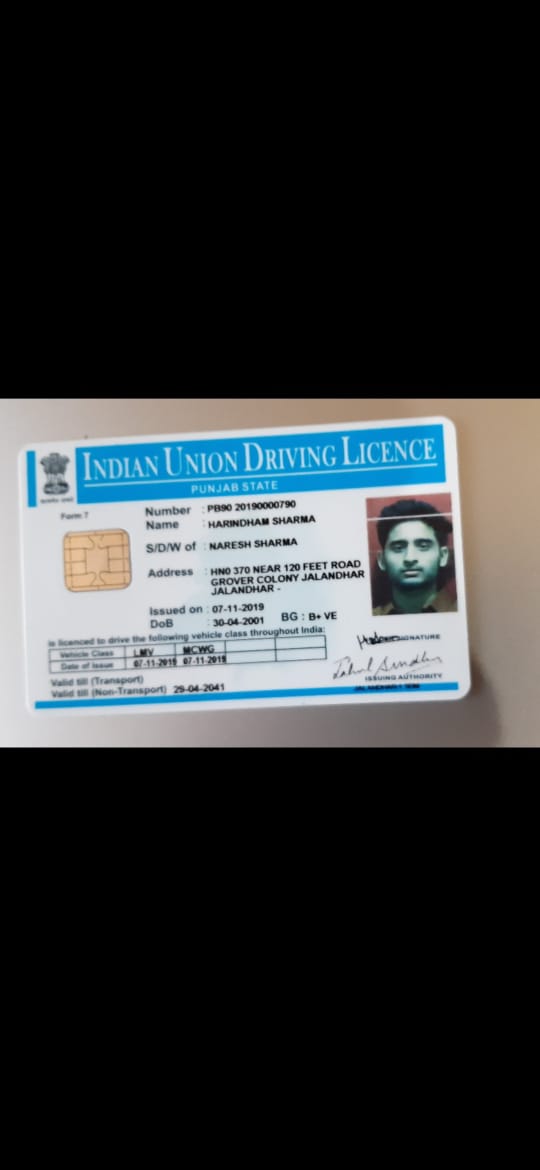 INDIAN UNION DRIVING LICENCE
PUNJAB STATE
Form 7
Number : PB90 20190000790
Name : HARINDHAM SHARMA
S/D/W of : NARESH SHARMA
Address : HN0 370 NEAR 120 FEET ROAD
GROVER COLONY JALANDHAR
JALANDHAR -
Issued on : 07-11-2019
DoB : 30-04-2001 BG : B+ VE
is licenced to drive the following vehicle class throughout India:
Vehicle Class LMV MCWG
Date of Issue 07-11-2019 07-11-2019
Valid till (Transport)
Valid till (Non-Transport) 29-04-2041
SIGNATURE
ISSUING AUTHORITY